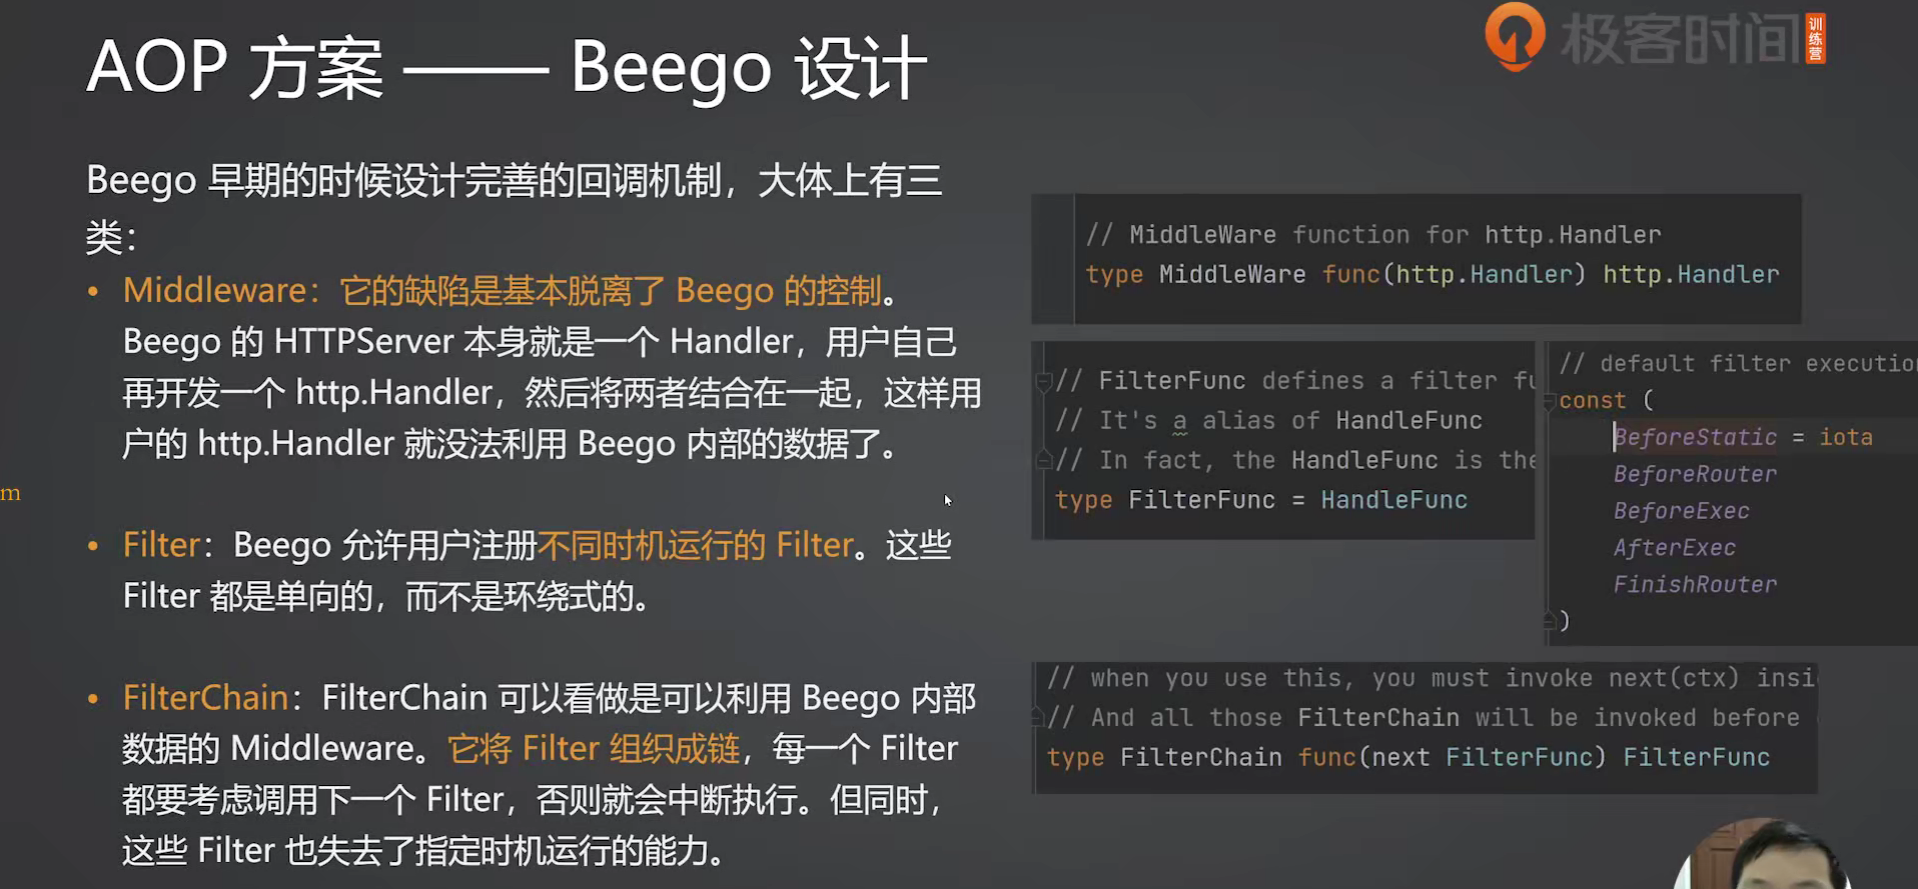 AOP 方案 —— Beego 设计
极客时间
训练营
Beego 早期的时候设计完善的回调机制，大体上有三
类：
• Middleware：它的缺陷是基本脱离了 Beego 的控制。
Beego 的 HTTPServer 本身就是一个 Handler，用户自己
再开发一个 http.Handler，然后将两者结合在一起，这样用
户的 http.Handler 就没法利用 Beego 内部的数据了。
m
• Filter：Beego 允许用户注册不同时机运行的 Filter。这些
Filter 都是单向的，而不是环绕式的。
• FilterChain：FilterChain 可以看做是可以利用 Beego 内部
数据的 Middleware。它将 Filter 组织成链，每一个 Filter
都要考虑调用下一个 Filter，否则就会中断执行。但同时，
这些 Filter 也失去了指定时机运行的能力。
// MiddleWare function for http.Handler
type MiddleWare func(http.Handler) http.Handler
// FilterFunc defines a filter fu
// It's a alias of HandleFunc
// In fact, the HandleFunc is the
type FilterFunc = HandleFunc
// default filter execution
const (
BeforeStatic = iota
BeforeRouter
BeforeExec
AfterExec
FinishRouter
)
// when you use this, you must invoke next(ctx) insi
// And all those FilterChain will be invoked before
type FilterChain func(next FilterFunc) FilterFunc